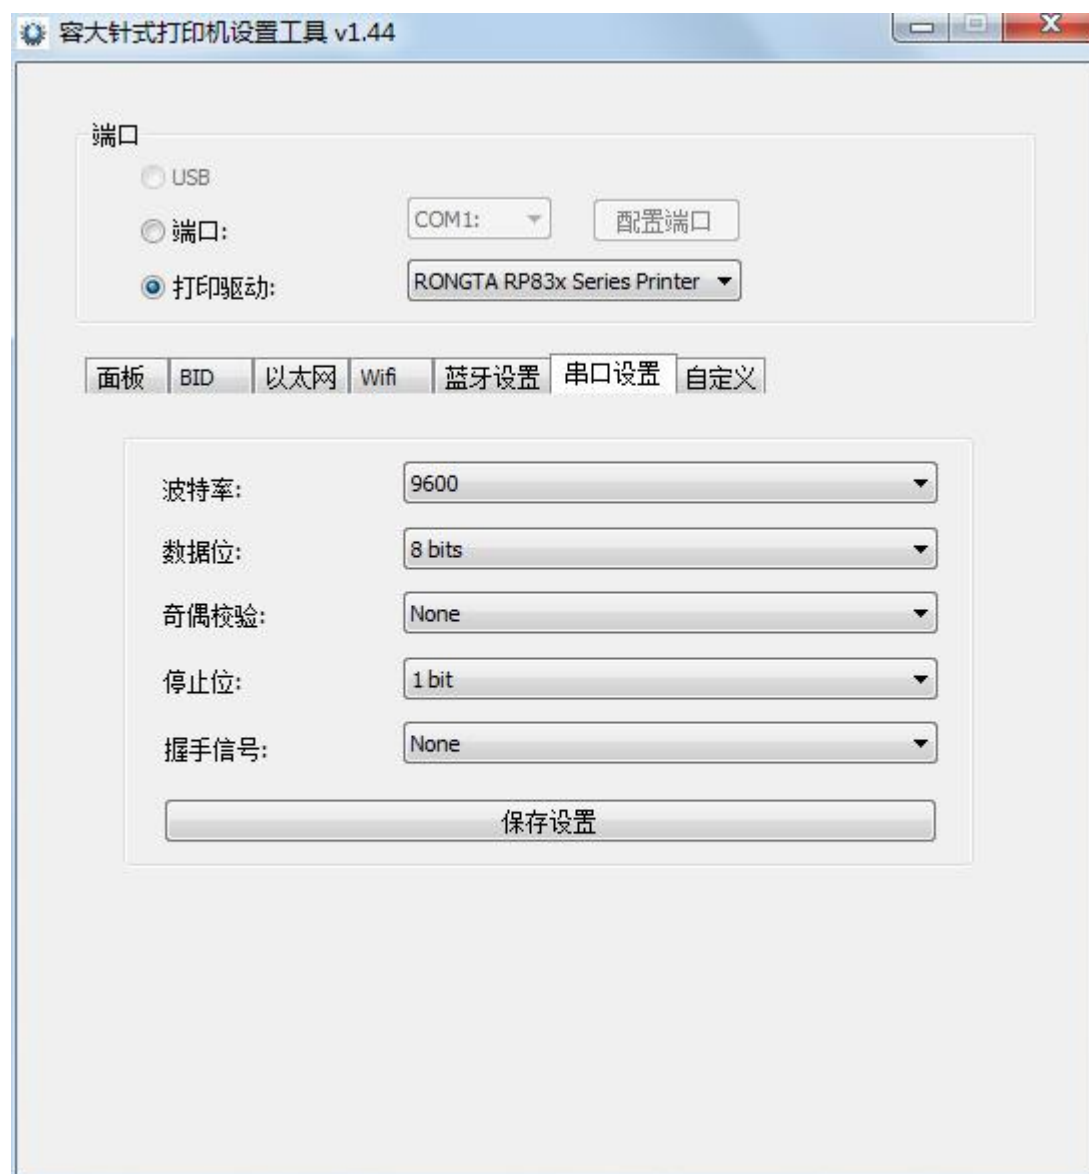 容大针式打印机设置工具 v1.44
端口
USB
端口: COM1: 配置端口
打印驱动: RONGTA RP83x Series Printer
面板 BID 以太网 Wifi 蓝牙设置 串口设置 自定义
波特率: 9600
数据位: 8 bits
奇偶校验: None
停止位: 1 bit
握手信号: None
保存设置